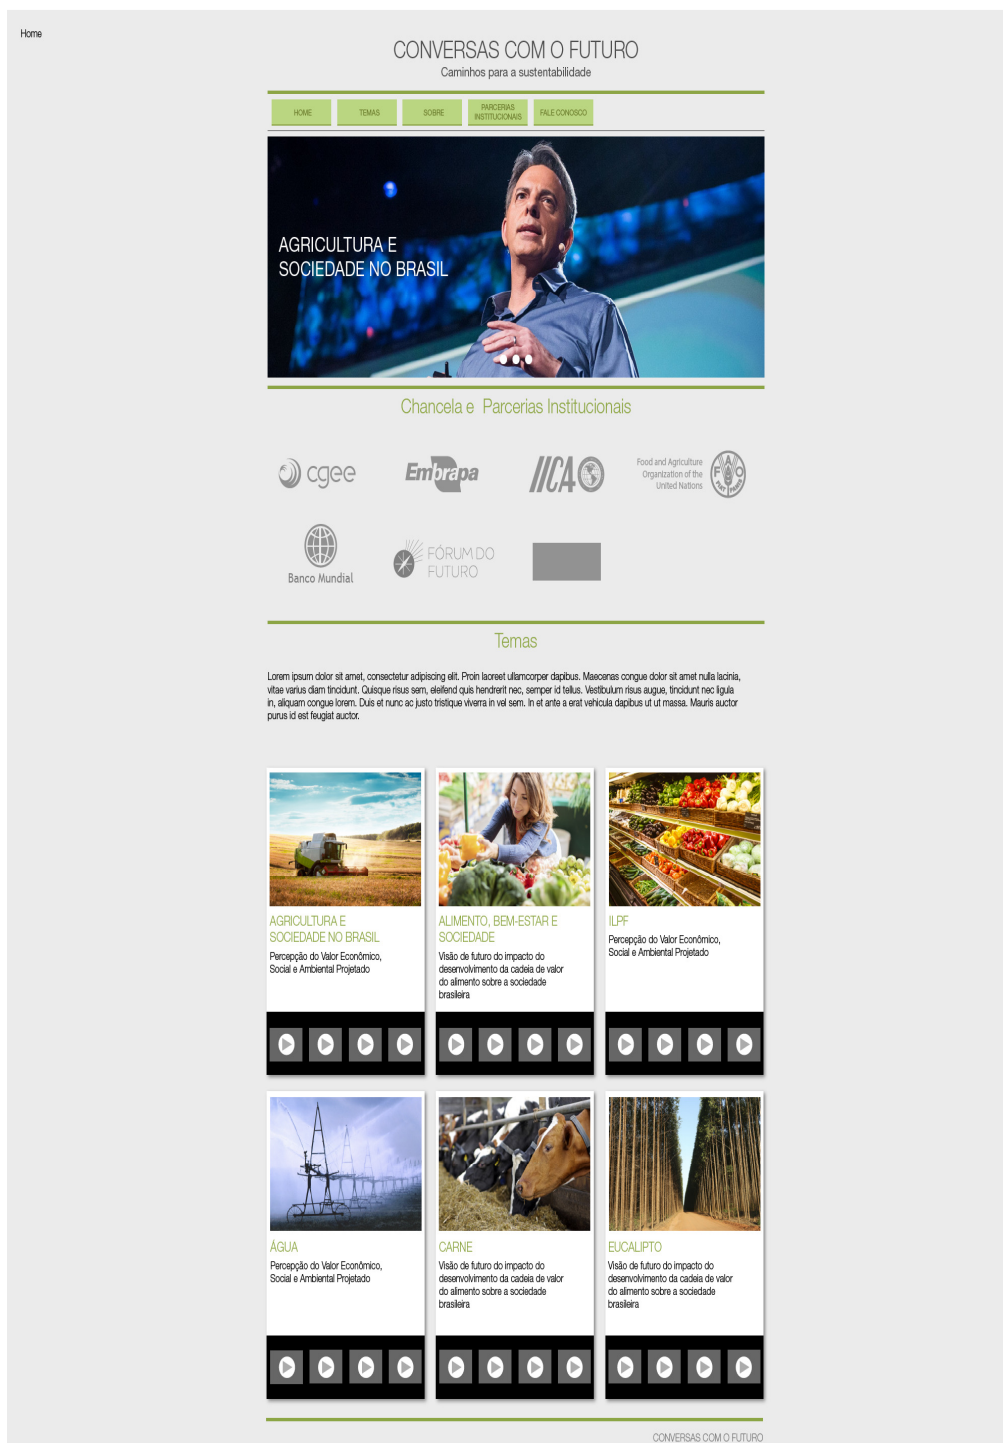 Home
CONVERSAS COM O FUTURO
Caminhos para a sustentabilidade
HOME
TEMAS
SOBRE
PARCERIAS
INSTITUCIONAIS
FALE CONOSCO
AGRICULTURA E
SOCIEDADE NO BRASIL
Chancela e  Parcerias Institucionais
cgee
Embrapa
IICA
Food and Agriculture
Organization of the
United Nations
FAO
FIAT PANIS
Banco Mundial
FÓRUM DO
FUTURO
Temas
Lorem ipsum dolor sit amet, consectetur adipiscing elit. Proin laoreet ullamcorper dapibus. Maecenas congue dolor sit amet nulla lacinia,
vitae varius diam tincidunt. Quisque risus sem, eleifend quis hendrerit nec, semper id tellus. Vestibulum risus augue, tincidunt nec ligula
in, aliquam congue lorem. Duis et nunc ac justo tristique viverra in vel sem. In et ante a erat vehicula dapibus ut ut massa. Mauris auctor
purus id est feugiat auctor.
AGRICULTURA E
SOCIEDADE NO BRASIL
Percepção do Valor Econômico,
Social e Ambiental Projetado
ALIMENTO, BEM-ESTAR E
SOCIEDADE
Visão de futuro do impacto do
desenvolvimento da cadeia de valor
do alimento sobre a sociedade
brasileira
ILPF
Percepção do Valor Econômico,
Social e Ambiental Projetado
ÁGUA
Percepção do Valor Econômico,
Social e Ambiental Projetado
CARNE
Visão de futuro do impacto do
desenvolvimento da cadeia de valor
do alimento sobre a sociedade
brasileira
EUCALIPTO
Visão de futuro do impacto do
desenvolvimento da cadeia de valor
do alimento sobre a sociedade
brasileira
CONVERSAS COM O FUTURO